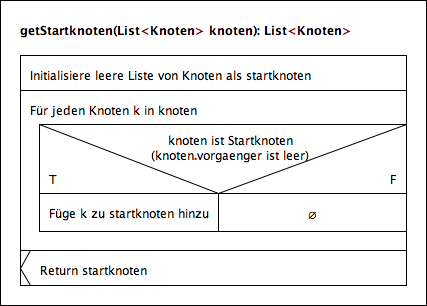 getStartknoten(List<Knoten> knoten): List<Knoten>
Initialisiere leere Liste von Knoten als startknoten
Für jeden Knoten k in knoten
knoten ist Startknoten
(knoten.vorgaenger ist leer)
T F
Füge k zu startknoten hinzu ∅
Return startknoten